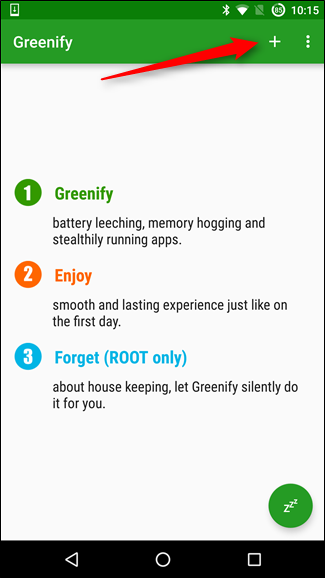 85 10:15
Greenify
1 Greenify
battery leeching, memory hogging and
stealthily running apps.
2 Enjoy
smooth and lasting experience just like on
the first day.
3 Forget (ROOT only)
about house keeping, let Greenify silently do
it for you.
zzz